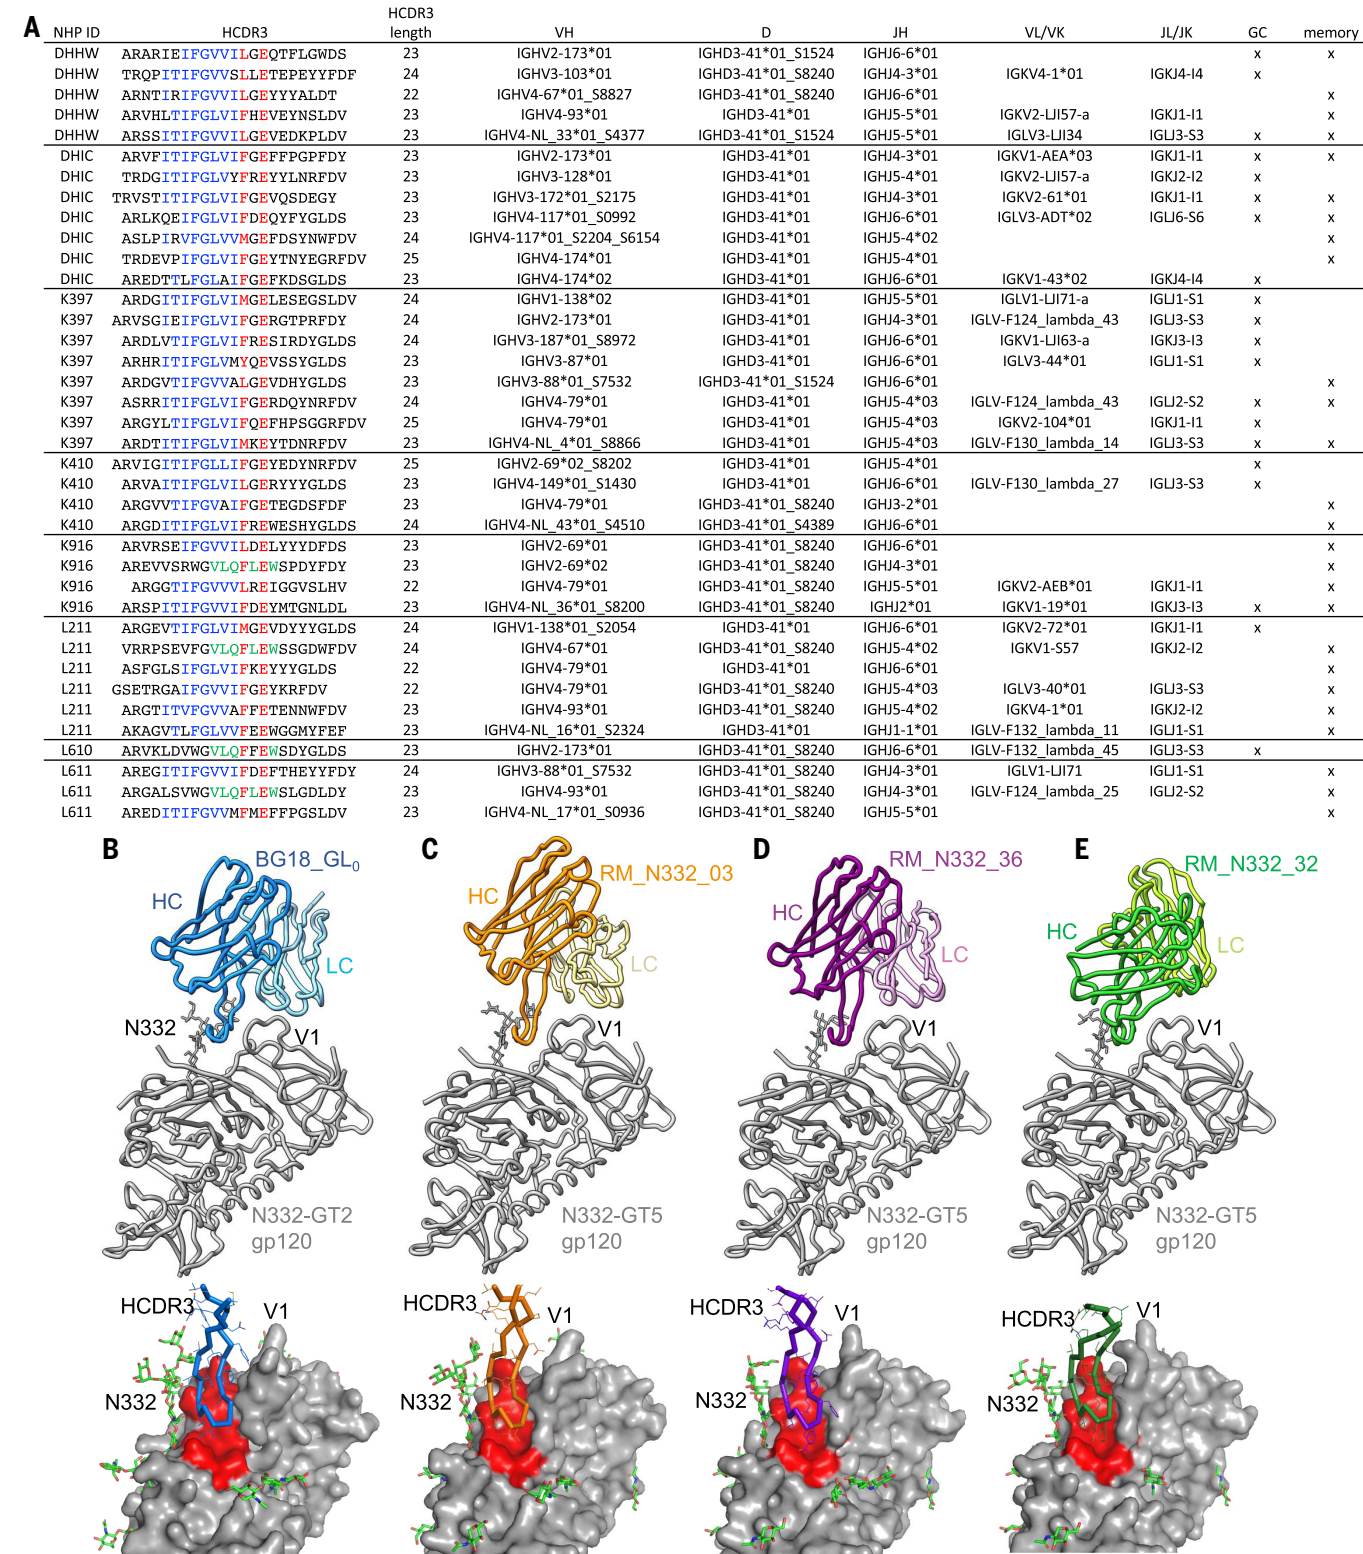 A
NHP ID HCDR3 HCDR3 length VH D JH VL/VK JL/JK GC memory
DHHW ARARIEIFGVVILGEQTFLGWDS 23 IGHV2-173*01 IGHD3-41*01_S1524 IGHJ6-6*01 x x
DHHW TRQPITIFGVVSLLETEPEYYFDF 24 IGHV3-103*01 IGHD3-41*01_S8240 IGHJ4-3*01 IGKV4-1*01 IGKJ4-I4 x
DHHW ARNTIRIFGVVILGEYYYALDT 22 IGHV4-67*01_S8827 IGHD3-41*01_S8240 IGHJ6-6*01 x
DHHW ARVHLTIFGVVIFHEVEYNSLDV 23 IGHV4-93*01 IGHD3-41*01 IGHJ5-5*01 IGKV2-LJI57-a IGKJ1-I1 x
DHHW ARSSITIFGVVILGEVEDKPLDV 23 IGHV4-NL_33*01_S4377 IGHD3-41*01_S1524 IGHJ5-5*01 IGLV3-LJI34 IGLJ3-S3 x x
DHIC ARVFITIFGLVIFGEFFPGPFDY 23 IGHV2-173*01 IGHD3-41*01 IGHJ4-3*01 IGKV1-AEA*03 IGKJ1-I1 x x
DHIC TRDGITIFGLVIYFREYYLNRFDV 23 IGHV3-128*01 IGHD3-41*01 IGHJ5-4*01 IGKV2-LJI57-a IGKJ2-I2 x
DHIC TRVSTITIFGLVIFGEVQSDEGY 23 IGHV3-172*01_S2175 IGHD3-41*01 IGHJ4-3*01 IGKV2-61*01 IGKJ1-I1 x x
DHIC ARLKQEIFGLVIFDEQYFYGLDS 23 IGHV4-117*01_S0992 IGHD3-41*01 IGHJ6-6*01 IGLV3-ADT*02 IGLJ6-S6 x x
DHIC ASLPIRVFGLVVMGEFDSYNWFDV 24 IGHV4-117*01_S2204_S6154 IGHD3-41*01 IGHJ5-4*02 x
DHIC TRDEVPIFGLVIFGEYTNYEGRFDV 25 IGHV4-174*01 IGHD3-41*01 IGHJ5-4*01 x
DHIC AREDTTLFGLAIFGEFKDSGLDS 23 IGHV4-174*02 IGHD3-41*01 IGHJ6-6*01 IGKV1-43*02 IGKJ4-I4 x
K397 ARDGITIFGLVIMGELESEGSLDV 24 IGHV1-138*02 IGHD3-41*01 IGHJ5-5*01 IGLV1-LJI71-a IGLJ1-S1 x
K397 ARVSGIEIFGLVIFGERGTPRFDY 24 IGHV2-173*01 IGHD3-41*01 IGHJ4-3*01 IGLV-F124_lambda_43 IGLJ3-S3 x
K397 ARDLVTIFGLVIFRESIRDYGLDS 24 IGHV3-187*01_S8972 IGHD3-41*01 IGHJ6-6*01 IGKV1-LJI63-a IGKJ3-I3 x
K397 ARHRITIFGLVMYQEVSSYGLDS 23 IGHV3-87*01 IGHD3-41*01 IGHJ6-6*01 IGLV3-44*01 IGLJ1-S1 x
K397 ARDGVTIFGVVALGEVDHYGLDS 23 IGHV3-88*01_S7532 IGHD3-41*01_S1524 IGHJ6-6*01 x
K397 ASRRITIFGLVIFGERDQYNRFDV 24 IGHV4-79*01 IGHD3-41*01 IGHJ5-4*03 IGLV-F124_lambda_43 IGLJ2-S2 x x
K397 ARGYLTIFGLVIFQEFHPSGGRFDV 25 IGHV4-79*01 IGHD3-41*01 IGHJ5-4*03 IGKV2-104*01 IGKJ1-I1 x
K397 ARDTITIFGLVIMKEYTDNRFDV 23 IGHV4-NL_4*01_S8866 IGHD3-41*01 IGHJ5-4*03 IGLV-F130_lambda_14 IGLJ3-S3 x x
K410 ARVIGITIFGLLIFGEYEDYNRFDV 25 IGHV2-69*02_S8202 IGHD3-41*01 IGHJ5-4*01 x
K410 ARVAITIFGLVILGERYYYGLDS 23 IGHV4-149*01_S1430 IGHD3-41*01 IGHJ6-6*01 IGLV-F130_lambda_27 IGLJ3-S3 x
K410 ARGVVTIFGVAIFGETEGDSFDF 23 IGHV4-79*01 IGHD3-41*01_S8240 IGHJ3-2*01 x
K410 ARGDITIFGLVIFREWESHYGLDS 24 IGHV4-NL_43*01_S4510 IGHD3-41*01_S4389 IGHJ6-6*01 x
K916 ARVRSEIFGVVILDELYYYDFDS 23 IGHV2-69*01 IGHD3-41*01_S8240 IGHJ6-6*01 x
K916 AREVVSRWGVLQFLEWSPDYFDY 23 IGHV2-69*02 IGHD3-41*01_S8240 IGHJ4-3*01 x
K916 ARGGTIFGVVVLREIGGVSLHV 22 IGHV4-79*01 IGHD3-41*01_S8240 IGHJ5-5*01 IGKV2-AEB*01 IGKJ1-I1 x
K916 ARSPITIFGVVIFDEYMTGNLDL 23 IGHV4-NL_36*01_S8200 IGHD3-41*01_S8240 IGHJ2*01 IGKV1-19*01 IGKJ3-I3 x x
L211 ARGEVTIFGLVIMGEVDYYYGLDS 24 IGHV1-138*01_S2054 IGHD3-41*01 IGHJ6-6*01 IGKV2-72*01 IGKJ1-I1 x
L211 VRRPSEVFGVLQFLEWSSGDWFDV 24 IGHV4-67*01 IGHD3-41*01_S8240 IGHJ5-4*02 IGKV1-S57 IGKJ2-I2 x
L211 ASFGLSIFGLVIFKEYYYGLDS 22 IGHV4-79*01 IGHD3-41*01 IGHJ6-6*01 x
L211 GSETRGAIFGVVIFGEYKRFDV 22 IGHV4-79*01 IGHD3-41*01_S8240 IGHJ5-4*03 IGLV3-40*01 IGLJ3-S3 x
L211 ARGTITVFGVVAFFETENNWFDV 23 IGHV4-93*01 IGHD3-41*01_S8240 IGHJ5-4*02 IGKV4-1*01 IGKJ2-I2 x
L211 AKAGVTLFGLVVFEEWGGMYFEF 23 IGHV4-NL_16*01_S2324 IGHD3-41*01 IGHJ1-1*01 IGLV-F132_lambda_11 IGLJ1-S1 x
L610 ARVKLDVWGVLQFFEWSDYGLDS 23 IGHV2-173*01 IGHD3-41*01_S8240 IGHJ6-6*01 IGLV-F132_lambda_45 IGLJ3-S3 x
L611 AREGITIFGVVIFDEFTHEYYFDY 24 IGHV3-88*01_S7532 IGHD3-41*01_S8240 IGHJ4-3*01 IGLV1-LJI71 IGLJ1-S1 x
L611 ARGALSVWGVLQFLEWSLGDLDY 23 IGHV4-93*01 IGHD3-41*01_S8240 IGHJ4-3*01 IGLV-F124_lambda_25 IGLJ2-S2 x
L611 AREDITIFGVVMFMEFFPGSLDV 23 IGHV4-NL_17*01_S0936 IGHD3-41*01_S8240 IGHJ5-5*01 x
B
BG18_GL0
HC
LC
N332
V1
N332-GT2
gp120
HCDR3
V1
N332
C
RM_N332_03
HC
LC
V1
N332-GT5
gp120
HCDR3
V1
N332
D
RM_N332_36
HC
LC
V1
N332-GT5
gp120
HCDR3
V1
N332
E
RM_N332_32
HC
LC
V1
N332-GT5
gp120
HCDR3
V1
N332